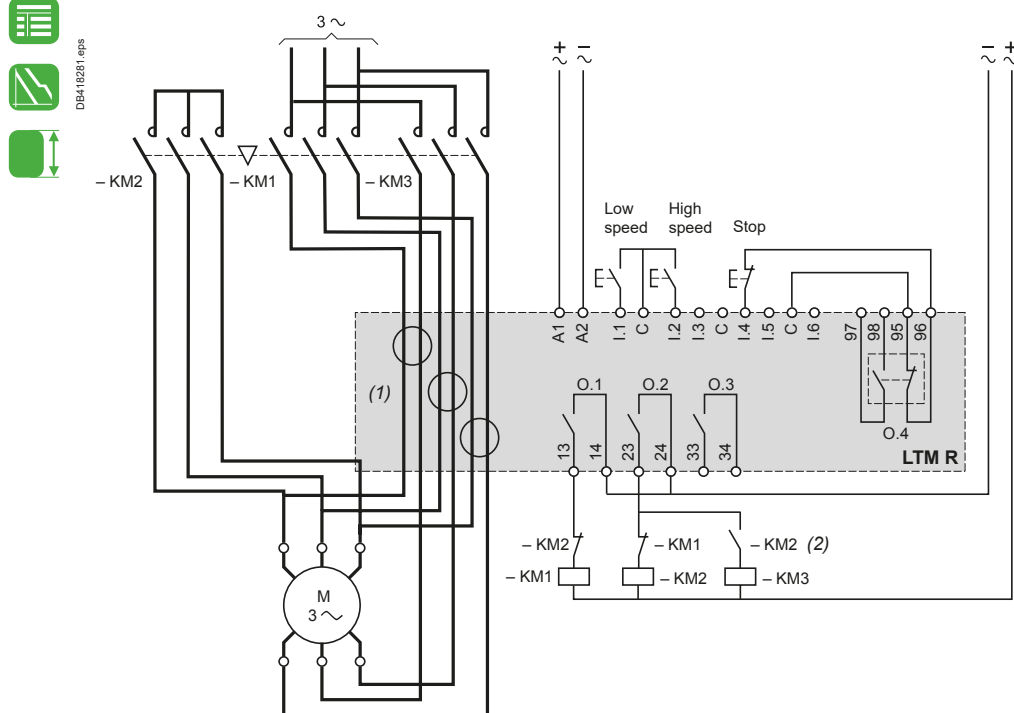 DB418281.eps
3 ∿
+ − − +
∿ ∿ ∿ ∿
– KM2
– KM1
– KM3
Low speed
High speed
Stop
A1 A2 I.1 C I.2 I.3 C I.4 I.5 C I.6 97 98 95 96
(1)
O.1 O.2 O.3
O.4
13 14 23 24 33 34
LTM R
– KM2 – KM1 – KM2 (2)
– KM1 – KM2 – KM3
M
3 ∿